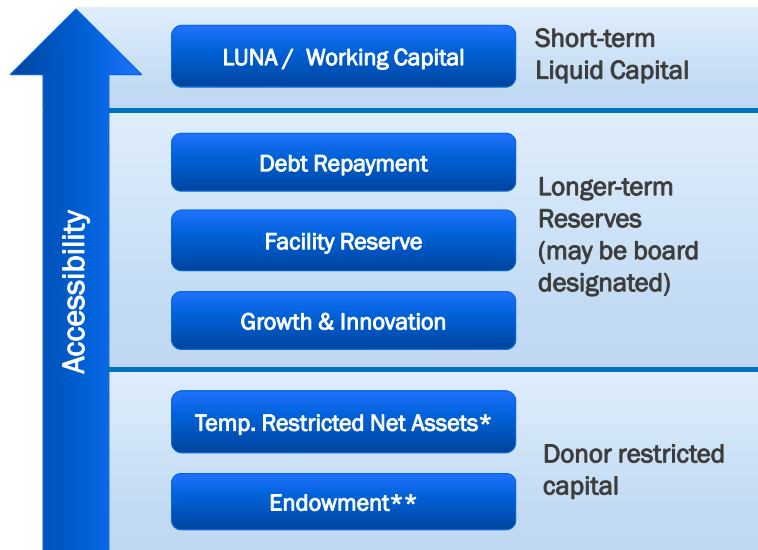 LUNA / Working Capital
Short-term
Liquid Capital
Debt Repayment
Facility Reserve
Growth & Innovation
Longer-term
Reserves
(may be board
designated)
Temp. Restricted Net Assets*
Endowment**
Donor restricted
capital
Accessibility